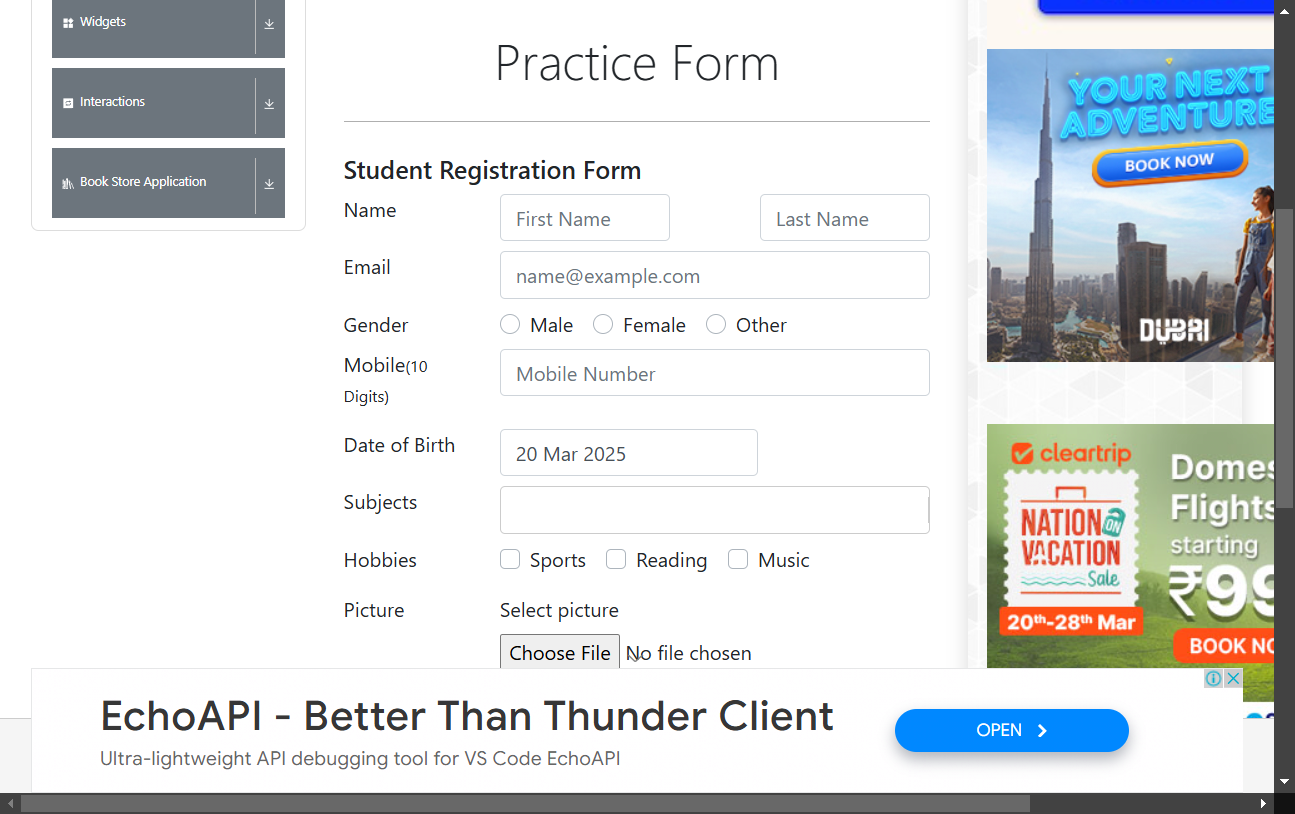 Widgets
Interactions
Book Store Application
Practice Form
Student Registration Form
Name
First Name
Last Name
Email
name@example.com
Gender
Male
Female
Other
Mobile(10
Digits)
Mobile Number
Date of Birth
20 Mar 2025
Subjects
Hobbies
Sports
Reading
Music
Picture
Select picture
Choose File
No file chosen
YOUR NEXT
ADVENTURE
BOOK NOW
DUBAI
cleartrip
NATION ON
VACATION
Sale
20th-28th Mar
Domes
Flights
starting
₹99
BOOK NO
EchoAPI - Better Than Thunder Client
Ultra-lightweight API debugging tool for VS Code EchoAPI
OPEN